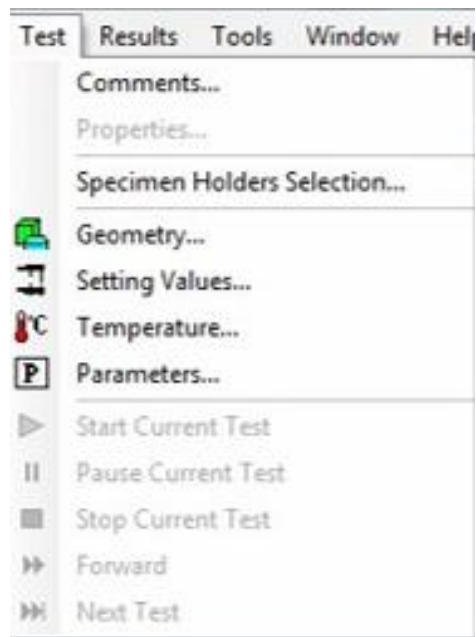 Test Results Tools Window Help
Comments...
Properties...
Specimen Holders Selection...
Geometry...
Setting Values...
°C Temperature...
P Parameters...
Start Current Test
Pause Current Test
Stop Current Test
Forward
Next Test